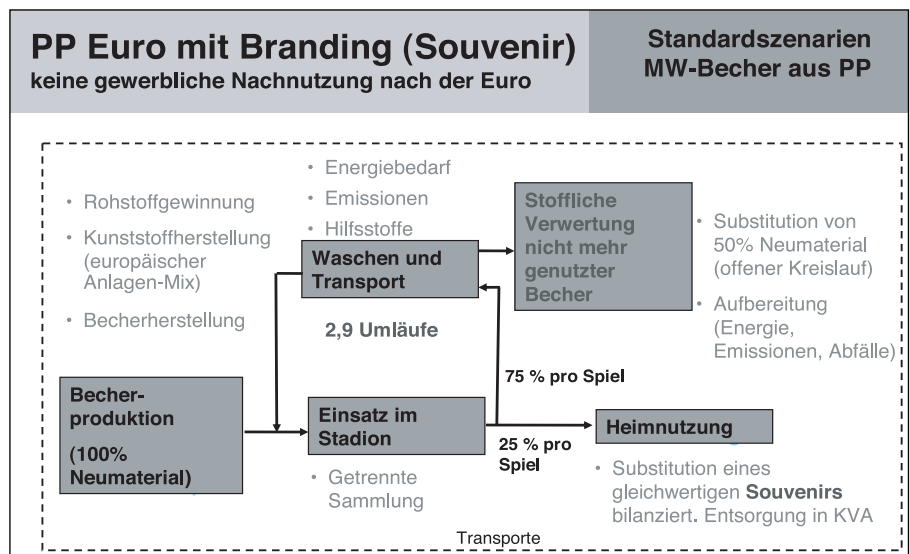 PP Euro mit Branding (Souvenir)
keine gewerbliche Nachnutzung nach der Euro
Standardszenarien
MW-Becher aus PP
• Rohstoffgewinnung
• Kunststoffherstellung
(europäischer
Anlagen-Mix)
• Becherherstellung
• Energiebedarf
• Emissionen
• Hilfsstoffe
Waschen und
Transport
2,9 Umläufe
Stoffliche
Verwertung
nicht mehr
genutzter
Becher
• Substitution von
50% Neumaterial
(offener Kreislauf)
• Aufbereitung
(Energie,
Emissionen, Abfälle)
75 % pro Spiel
Becher-
produktion
(100%
Neumaterial)
Einsatz im
Stadion
• Getrennte
Sammlung
25 % pro
Spiel
Heimnutzung
• Substitution eines
gleichwertigen Souvenirs
bilanziert. Entsorgung in KVA
Transporte